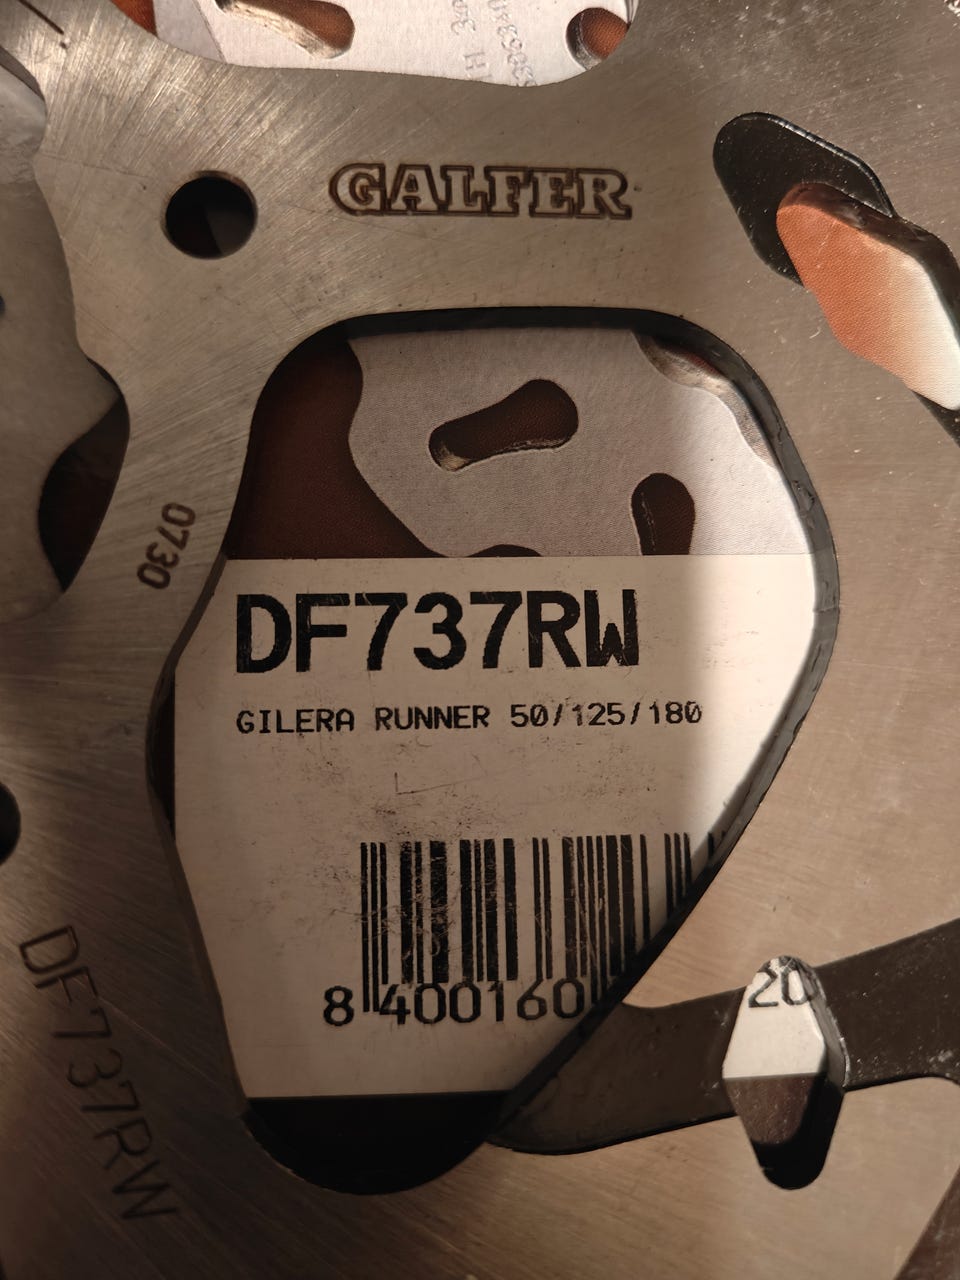 GALFER
0730
DF737RW
GILERA RUNNER 50/125/180
8 400160
20
DF737RW